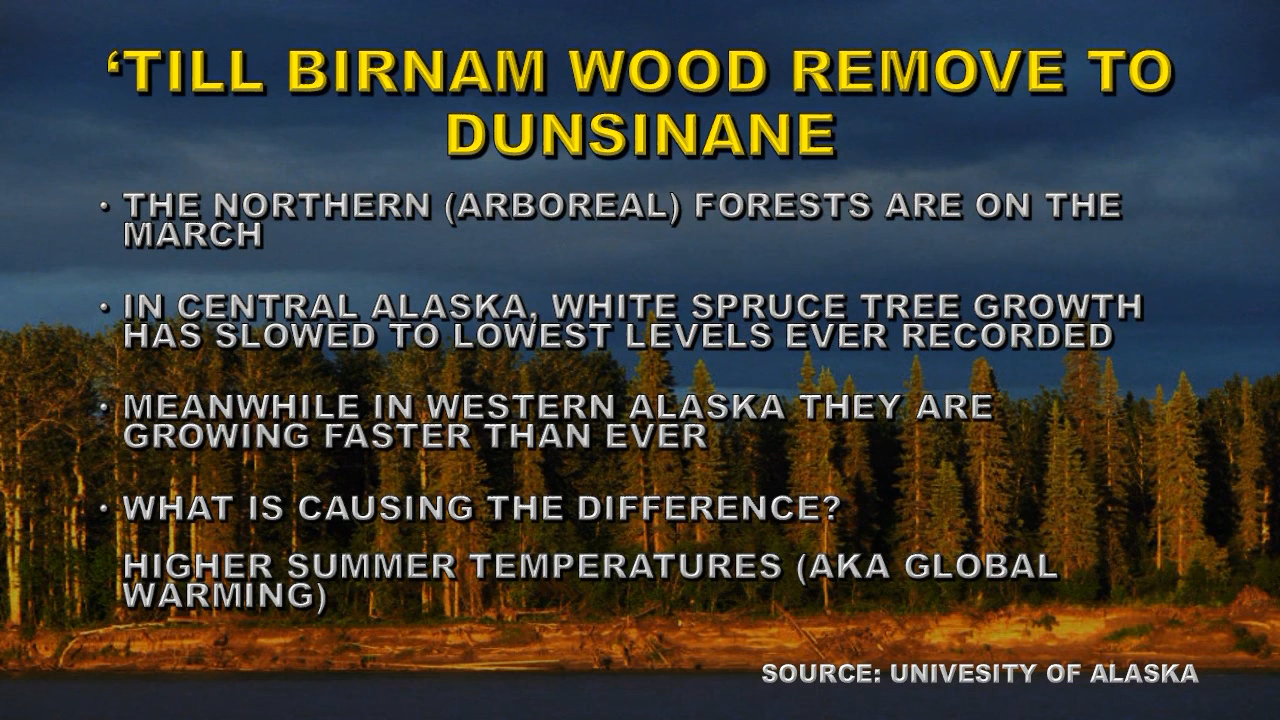 ‘TILL BIRNAM WOOD REMOVE TO
DUNSINANE
• THE NORTHERN (ARBOREAL) FORESTS ARE ON THE
MARCH
• IN CENTRAL ALASKA, WHITE SPRUCE TREE GROWTH
HAS SLOWED TO LOWEST LEVELS EVER RECORDED
• MEANWHILE IN WESTERN ALASKA THEY ARE
GROWING FASTER THAN EVER
• WHAT IS CAUSING THE DIFFERENCE?
HIGHER SUMMER TEMPERATURES (AKA GLOBAL
WARMING)
SOURCE: UNIVESITY OF ALASKA